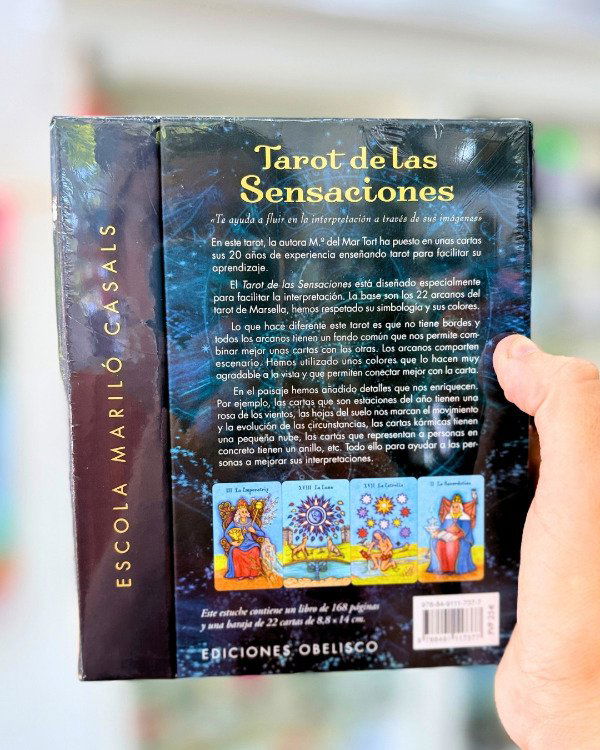 ESCOLA MARILÓ CASALS
Tarot de las
Sensaciones
«Te ayuda a fluir en la interpretación a través de sus imágenes»
En este tarot, la autora M.ª del Mar Tort ha puesto en unas cartas
sus 20 años de experiencia enseñando tarot para facilitar su
aprendizaje.
El Tarot de las Sensaciones está diseñado especialmente
para facilitar la interpretación. La base son los 22 arcanos del
tarot de Marsella, hemos respetado su simbología y sus colores.
Lo que hace diferente este tarot es que no tiene bordes y
todos los arcanos tienen un fondo común que nos permite com-
binar mejor unas cartas con las otras. Los arcanos comparten
escenario. Hemos utilizado unos colores que lo hacen muy
agradable a la vista y que permiten conectar mejor con la carta.
En el paisaje hemos añadido detalles que nos enriquecen.
Por ejemplo, las cartas que son estaciones del año tienen una
rosa de los vientos, las hojas del suelo nos marcan el movimiento
y la evolución de las circunstancias, las cartas kármicas tienen
una pequeña nube, las cartas que representan a personas en
concreto tienen un anillo, etc. Todo ello para ayudar a las per-
sonas a mejorar sus interpretaciones.
III La Emperatriz
XVIII La Luna
XVII La Estrella
II La Sacerdotisa
Este estuche contiene un libro de 168 páginas
y una baraja de 22 cartas de 8,8 x 14 cm.
EDICIONES OBELISCO
978-84-9111-797-7
9 788491 117977